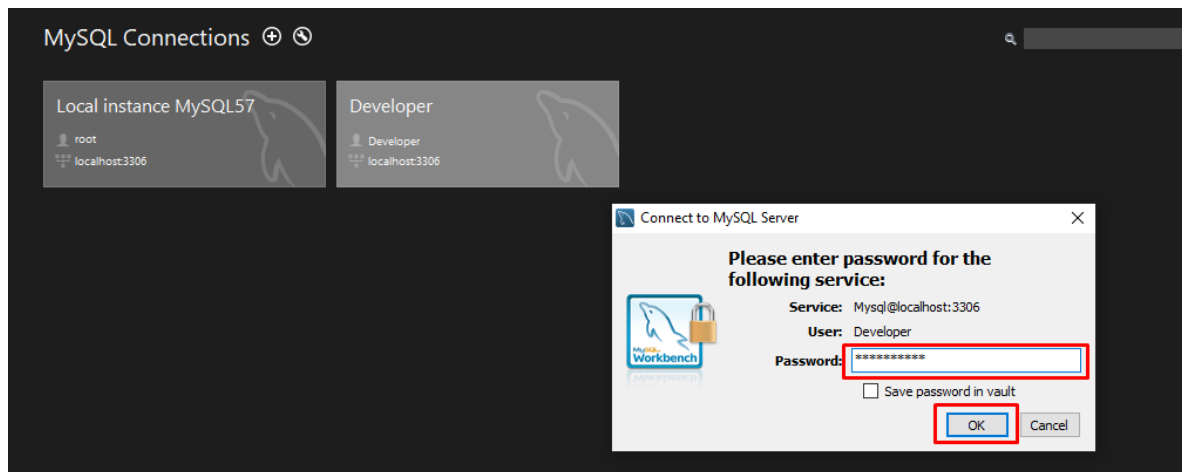 MySQL Connections
Local instance MySQL57
root
localhost:3306
Developer
Developer
localhost:3306
Connect to MySQL Server
Please enter password for the
following service:
Service: Mysql@localhost:3306
User: Developer
Password: **********
Save password in vault
OK Cancel
MySQL
Workbench